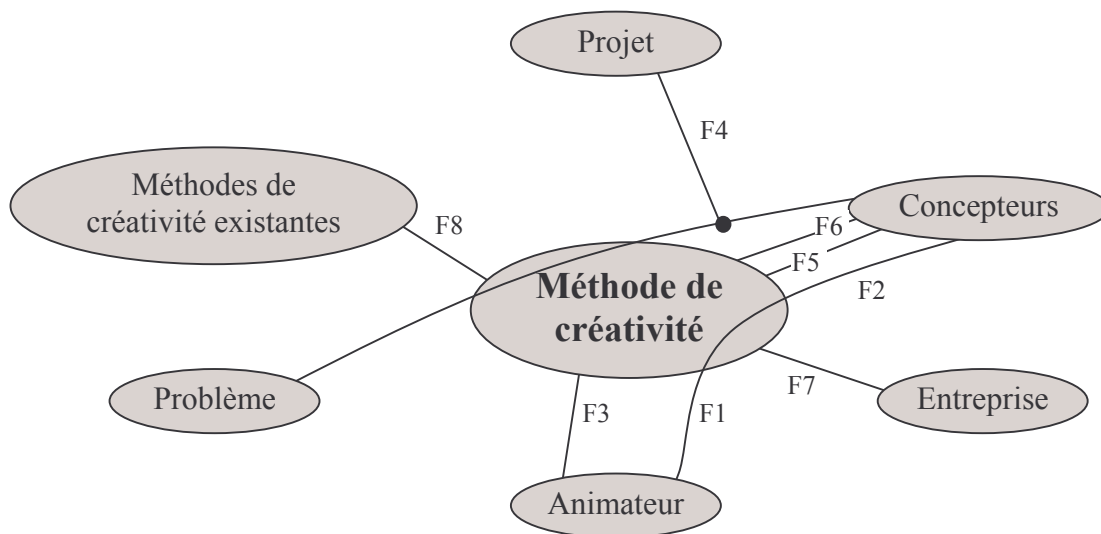 Projet
F4
Méthodes de
créativité existantes
Concepteurs
F8
F6
F5
F2
Méthode de
créativité
Problème
F7
Entreprise
F3
F1
Animateur